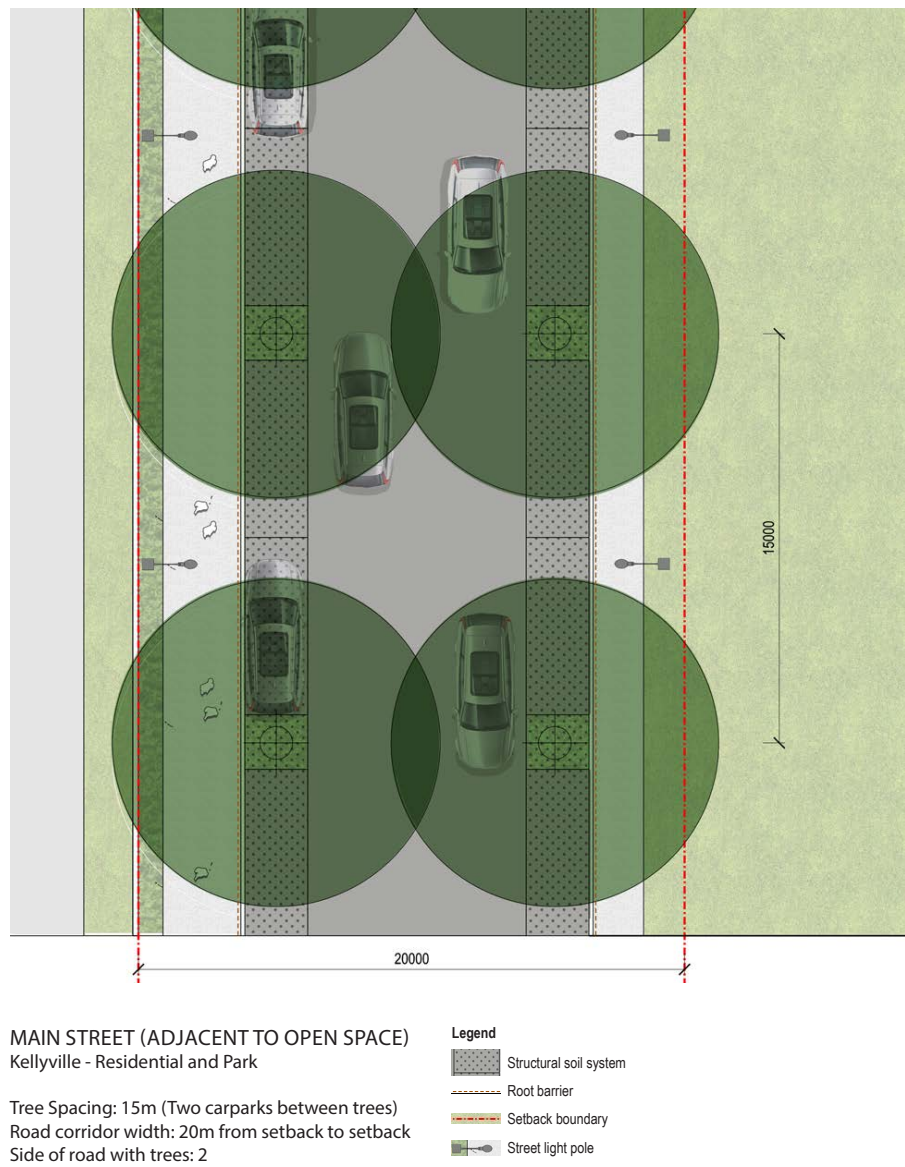 15000
20000
MAIN STREET (ADJACENT TO OPEN SPACE)
Kellyville - Residential and Park
Tree Spacing: 15m (Two carparks between trees)
Road corridor width: 20m from setback to setback
Side of road with trees: 2
Legend
Structural soil system
Root barrier
Setback boundary
Street light pole